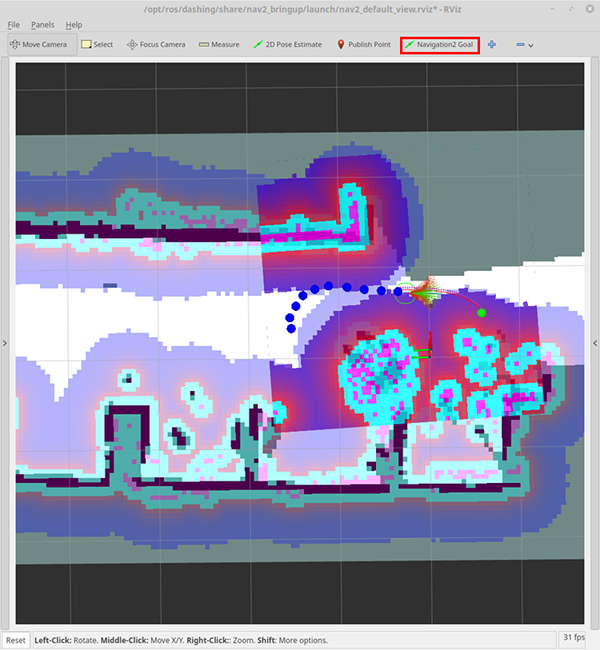 /opt/ros/dashing/share/nav2_bringup/launch/nav2_default_view.rviz* - RViz
File Panels Help
Move Camera Select Focus Camera Measure 2D Pose Estimate Publish Point Navigation2 Goal
Reset Left-Click: Rotate. Middle-Click: Move X/Y. Right-Click:: Zoom. Shift: More options. 31 fps